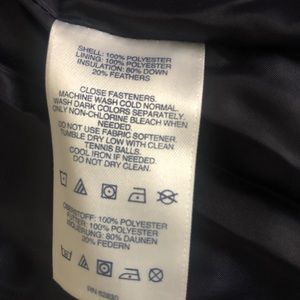 SHELL: 100% POLYESTER
LINING: 100% POLYESTER
INSULATION: 80% DOWN
20% FEATHERS
CLOSE FASTENERS.
MACHINE WASH COLD NORMAL.
WASH DARK COLORS SEPARATELY.
ONLY NON-CHLORINE BLEACH WHEN
NEEDED.
DO NOT USE FABRIC SOFTENER.
TUMBLE DRY LOW WITH CLEAN
TENNIS BALLS.
COOL IRON IF NEEDED.
DO NOT DRY CLEAN.
OBERSTOFF: 100% POLYESTER
FUTTER: 100% POLYESTER
ISOLIERUNG: 80% DAUNEN
20% FEDERN
RN